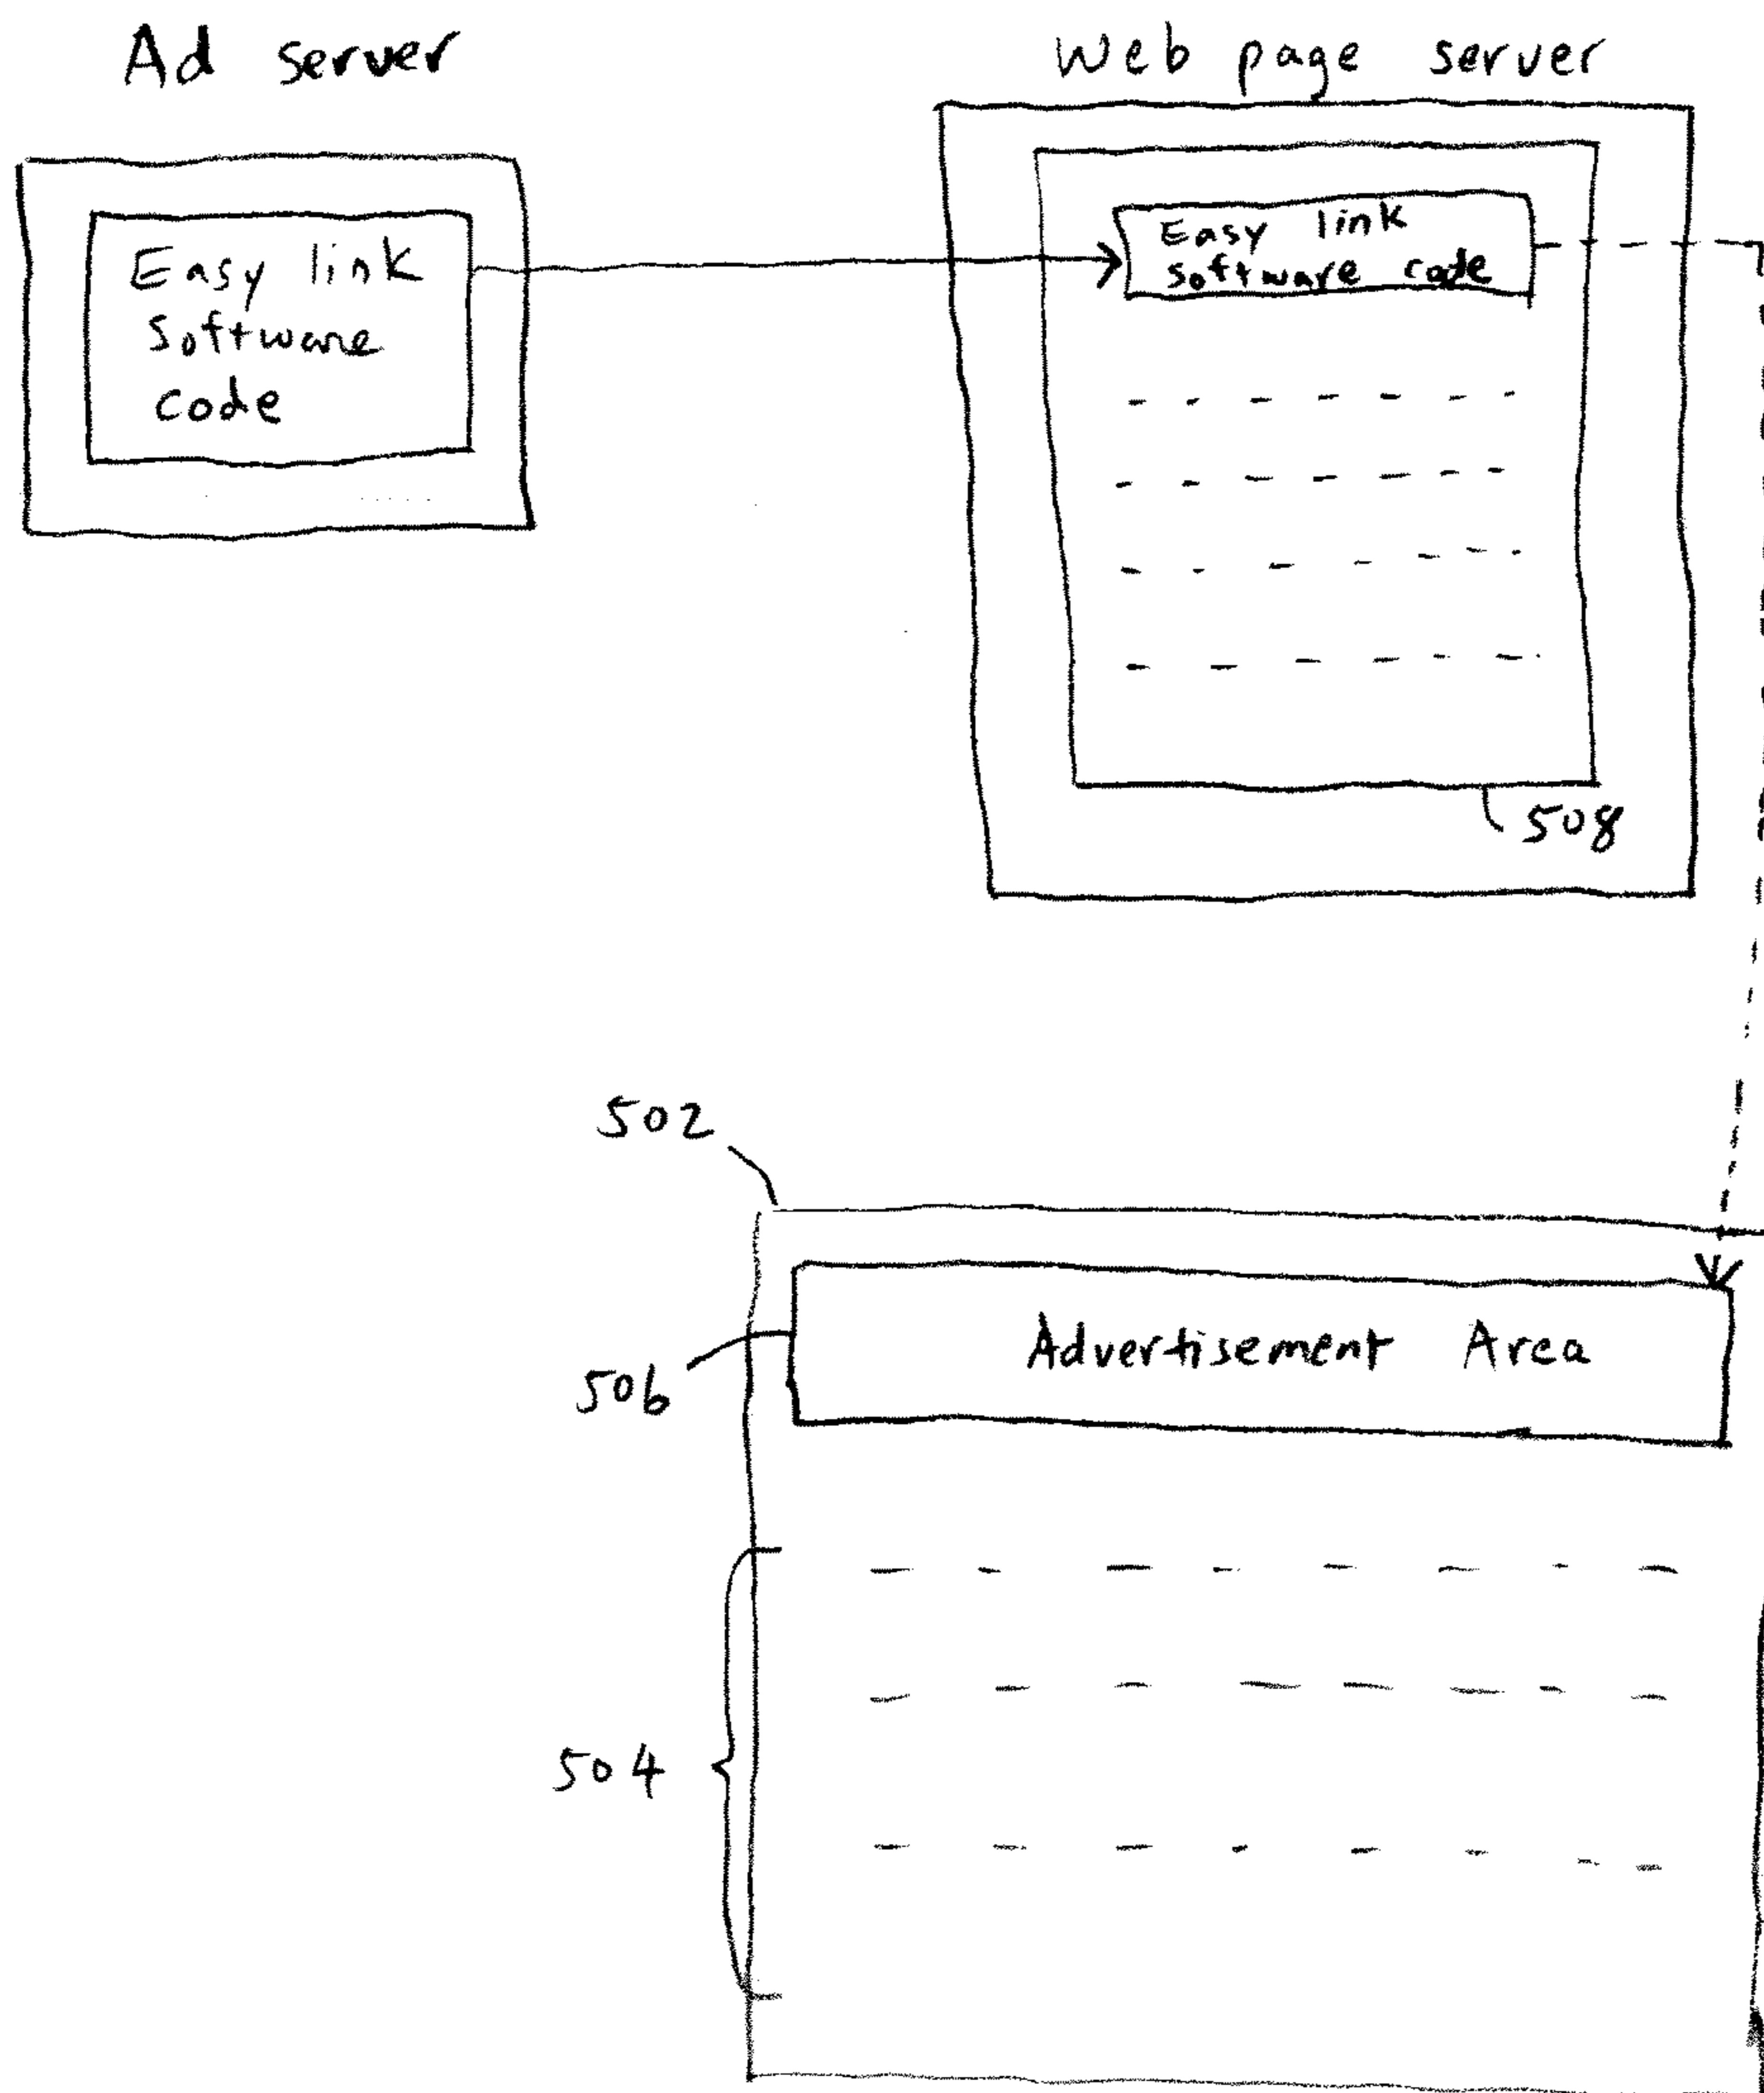 Ad server
Web page server
Easy link
software
code
Easy link
software code
508
502
Advertisement Area
506
504